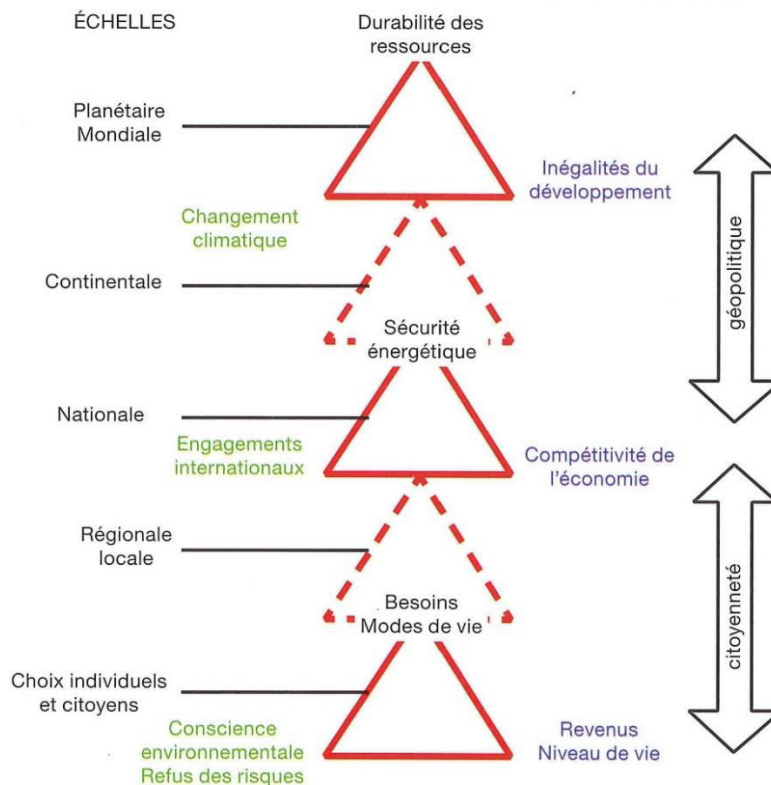 ÉCHELLES
Durabilité des
ressources
Planétaire
Mondiale
Inégalités du
développement
Changement
climatique
Continentale
géopolitique
Sécurité
énergétique
Nationale
Engagements
internationaux
Compétitivité de
l'économie
Régionale
locale
citoyenneté
Besoins
Modes de vie
Choix individuels
et citoyens
Conscience
environnementale
Refus des risques
Revenus
Niveau de vie